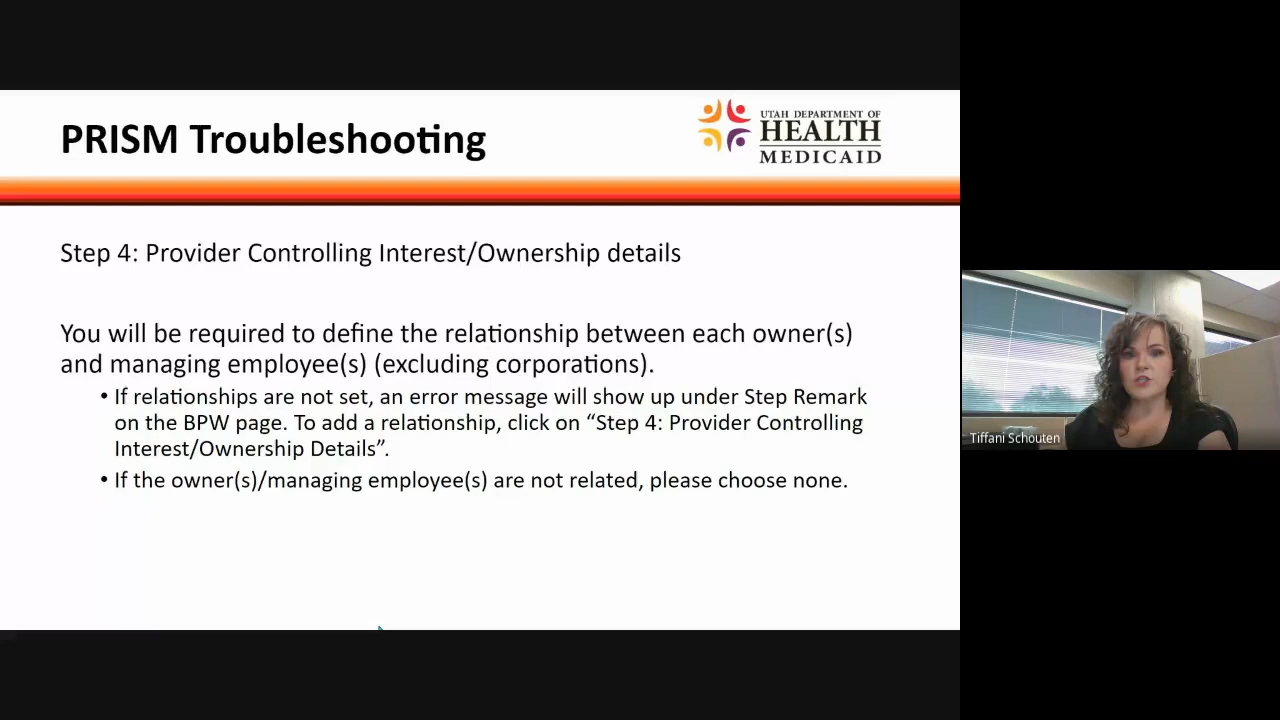 PRISM Troubleshooting
UTAH DEPARTMENT OF
HEALTH
MEDICAID
Step 4: Provider Controlling Interest/Ownership details
You will be required to define the relationship between each owner(s)
and managing employee(s) (excluding corporations).
• If relationships are not set, an error message will show up under Step Remark
on the BPW page. To add a relationship, click on “Step 4: Provider Controlling
Interest/Ownership Details”.
• If the owner(s)/managing employee(s) are not related, please choose none.
Tiffani Schouten